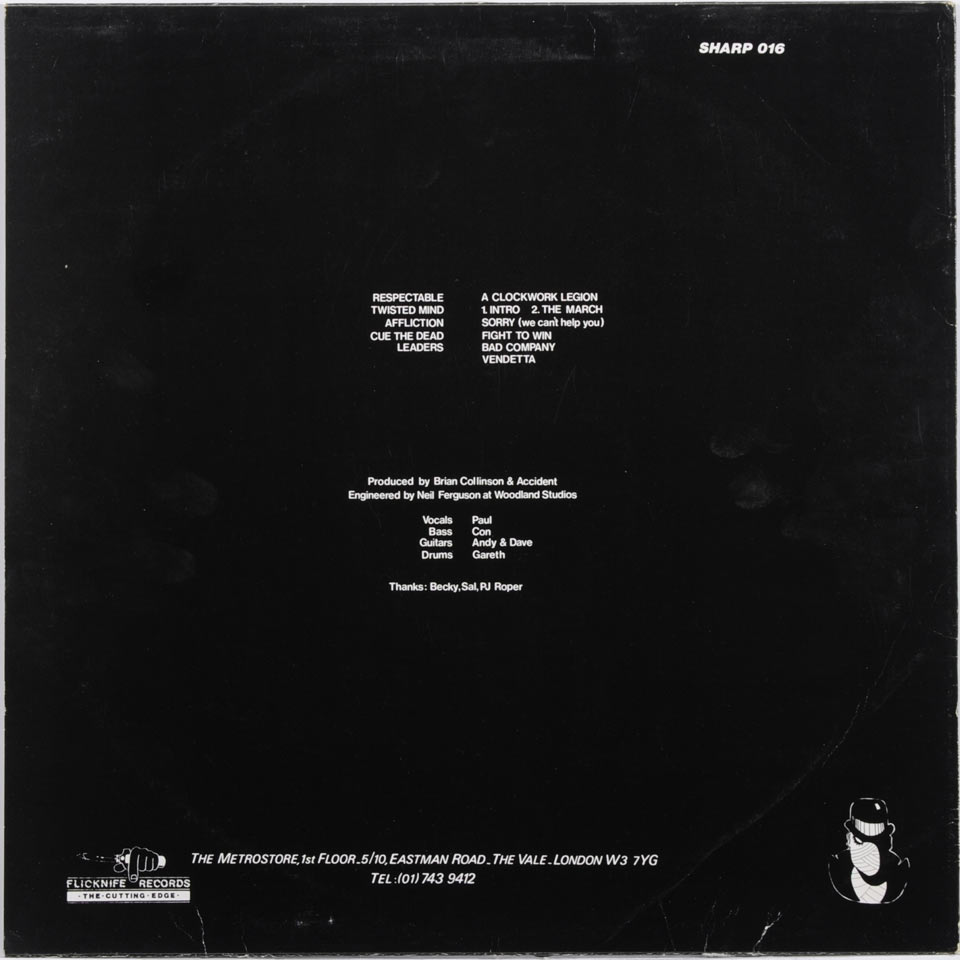 SHARP 016
RESPECTABLE
TWISTED MIND
AFFLICTION
CUE THE DEAD
LEADERS
A CLOCKWORK LEGION
1. INTRO 2. THE MARCH
SORRY (we can't help you)
FIGHT TO WIN
BAD COMPANY
VENDETTA
Produced by Brian Collinson & Accident
Engineered by Neil Ferguson at Woodland Studios
Vocals Paul
Bass Con
Guitars Andy & Dave
Drums Gareth
Thanks: Becky, Sal, PJ Roper
FLICKNIFE RECORDS
· THE · CUTTING · EDGE ·
THE METROSTORE, 1st FLOOR - 5/10, EASTMAN ROAD - THE VALE - LONDON W3 7YG
TEL: (01) 743 9412